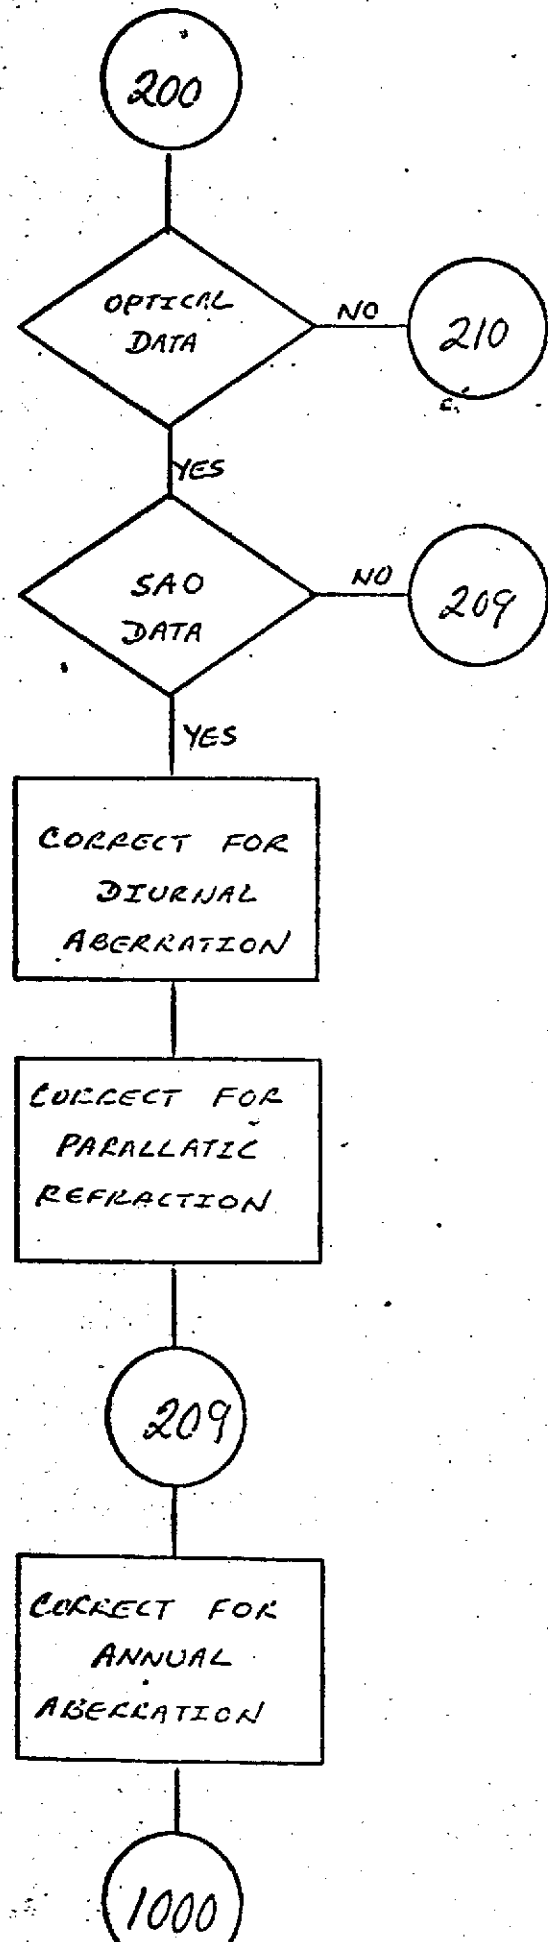 200
OPTICAL
DATA
NO
210
YES
SAO
DATA
NO
209
YES
CORRECT FOR
DIURNAL
ABERRATION
CORRECT FOR
PARALLATIC
REFRACTION
209
CORRECT FOR
ANNUAL
ABERRATION
1000